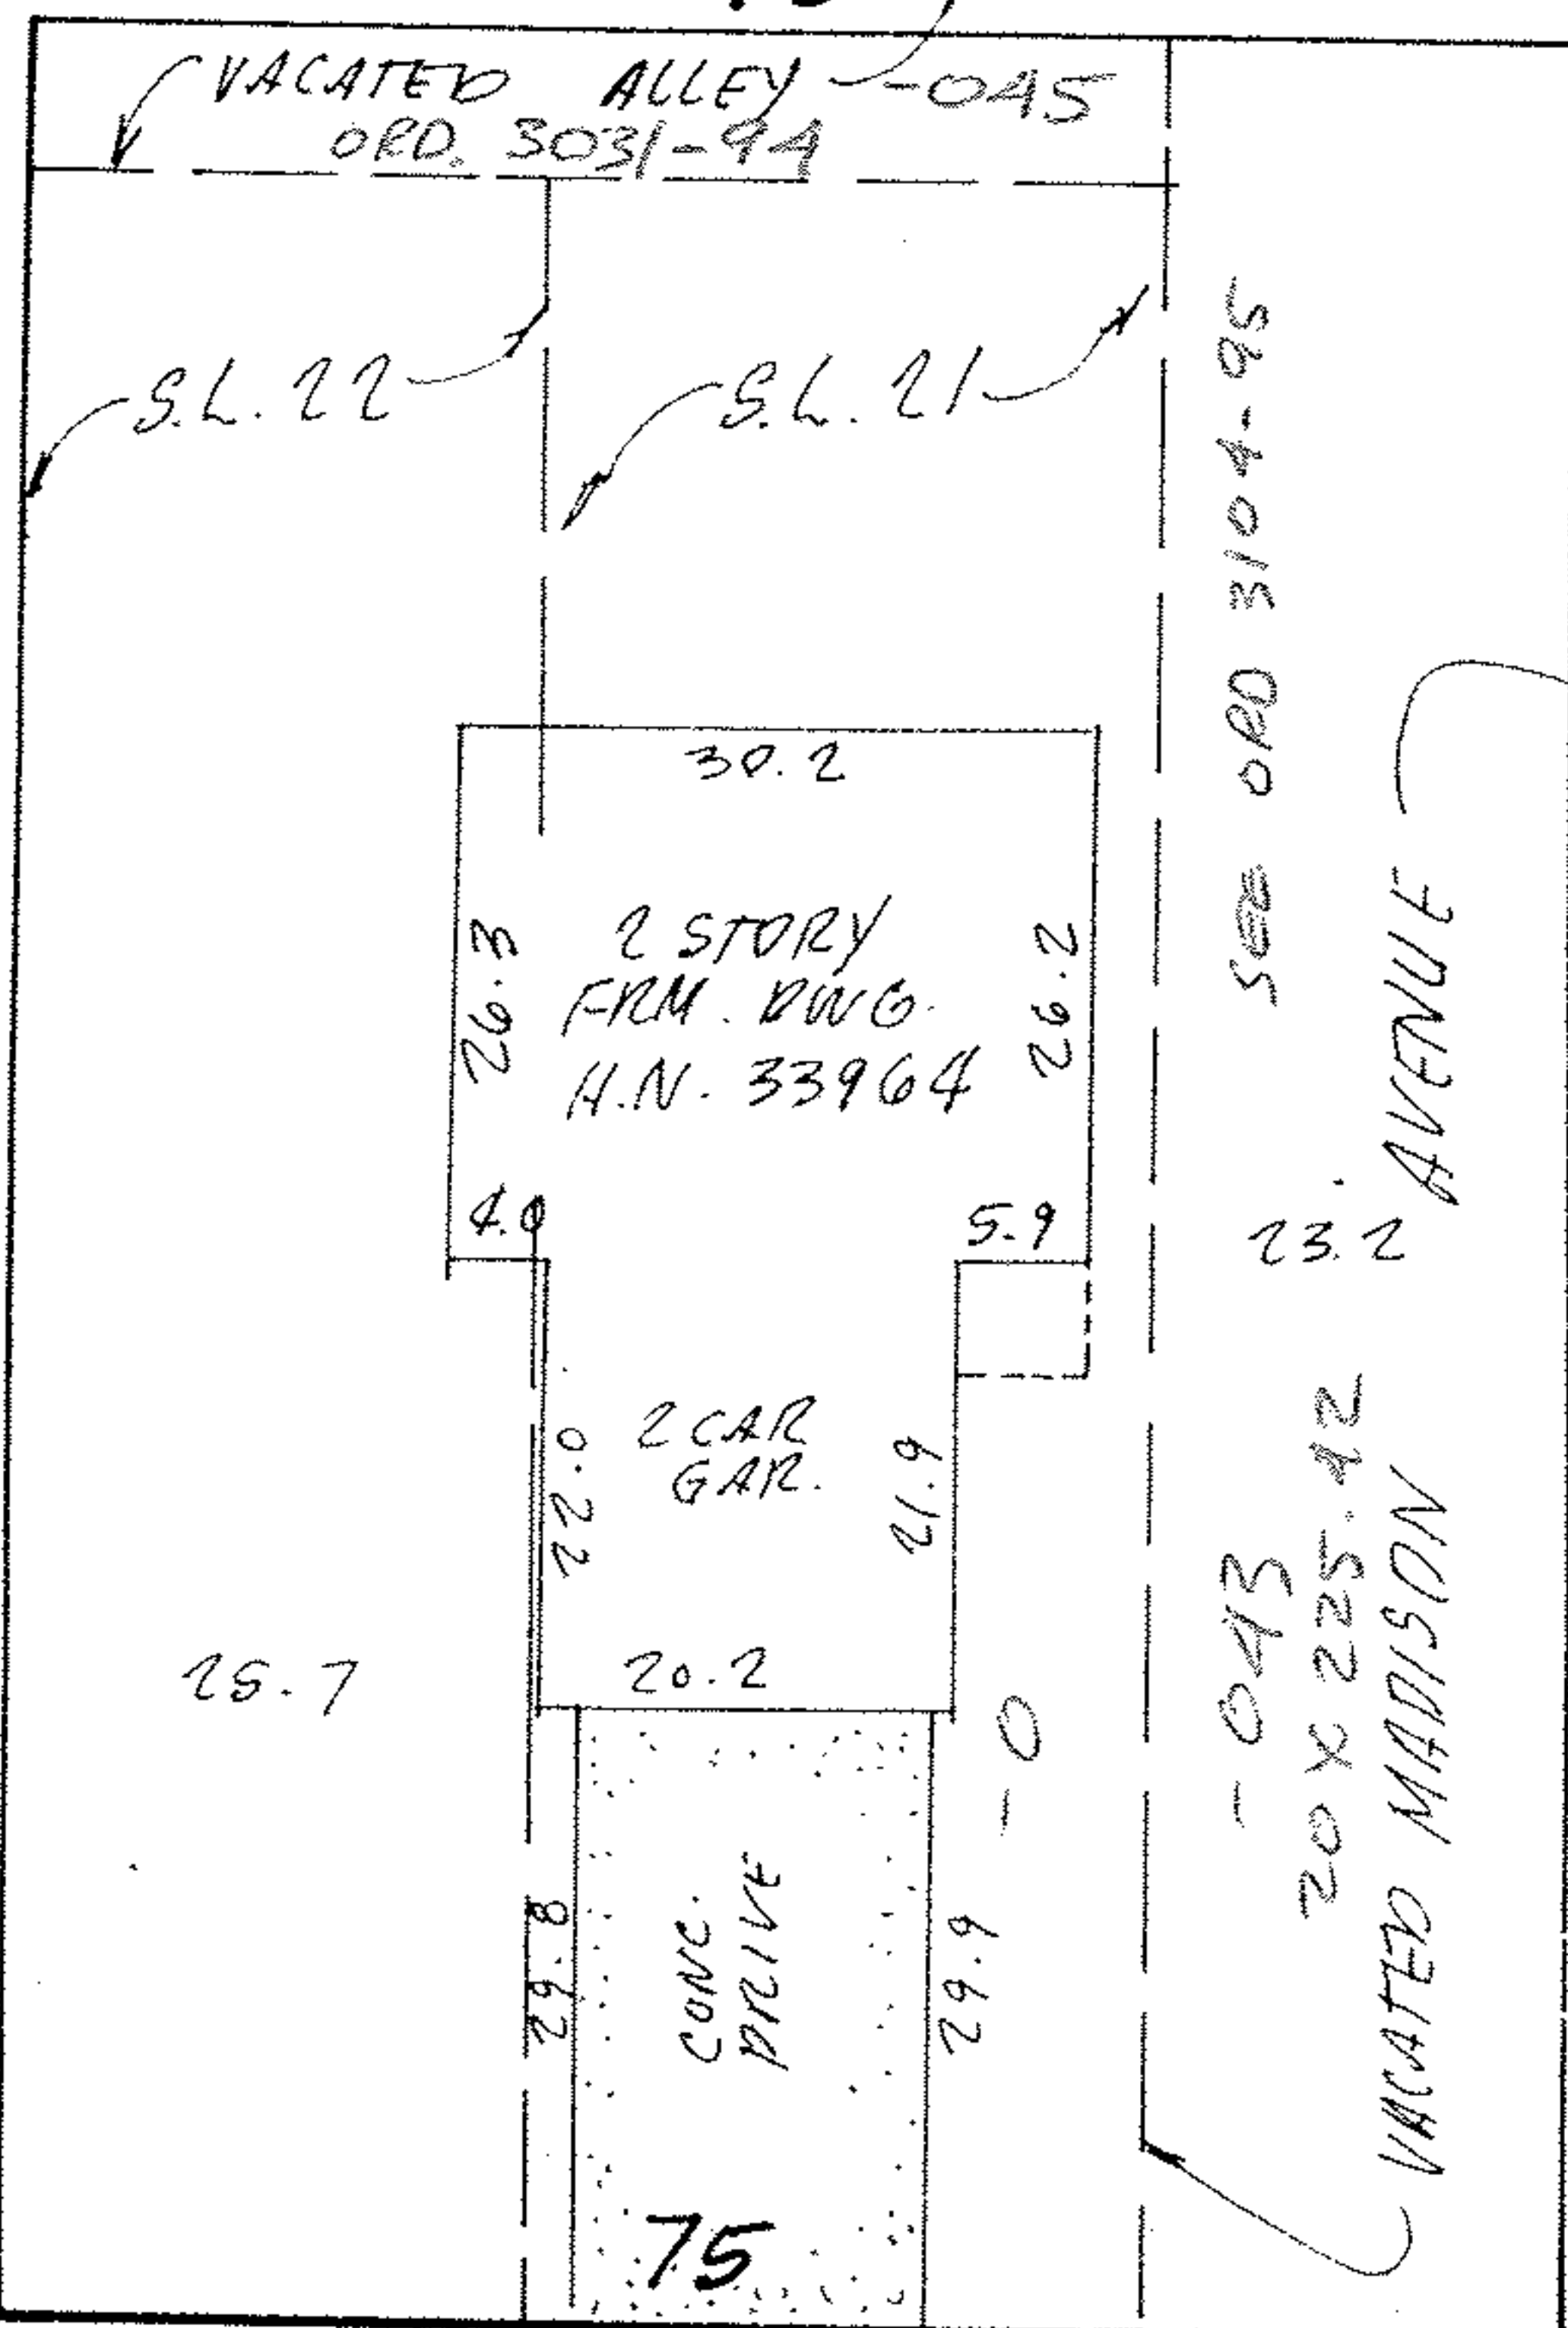 VACATED ALLEY -045
ORD. 3031-94
S.L. 22
S.L. 21
SEE ORD 3104-95
30.2
26.3
2 STORY
FRM. DWG.
H.N. 33964
26.2
4.0
5.9
23.2
22.0
2 CAR
GAR.
21.9
20.2
25.7
-0
-043
20 X 225.42
VACATED MADISON AVENUE
29.8
CONC.
DRIVE
29.9
75